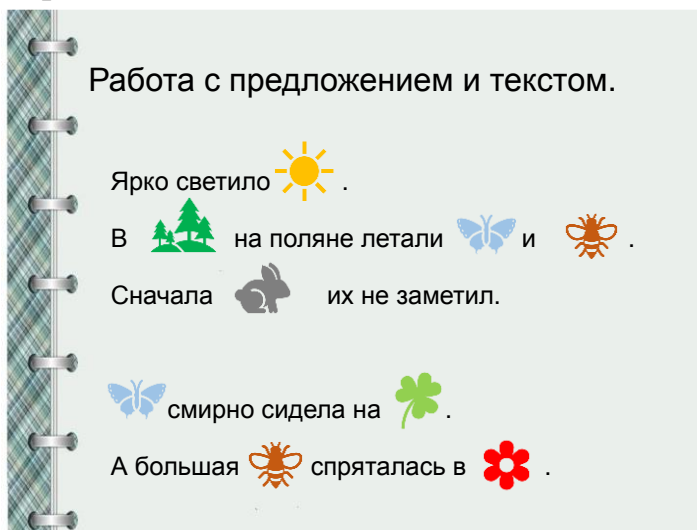 Работа с предложением и текстом.
Ярко светило .
В на поляне летали и .
Сначала их не заметил.
смирно сидела на .
А большая спряталась в .